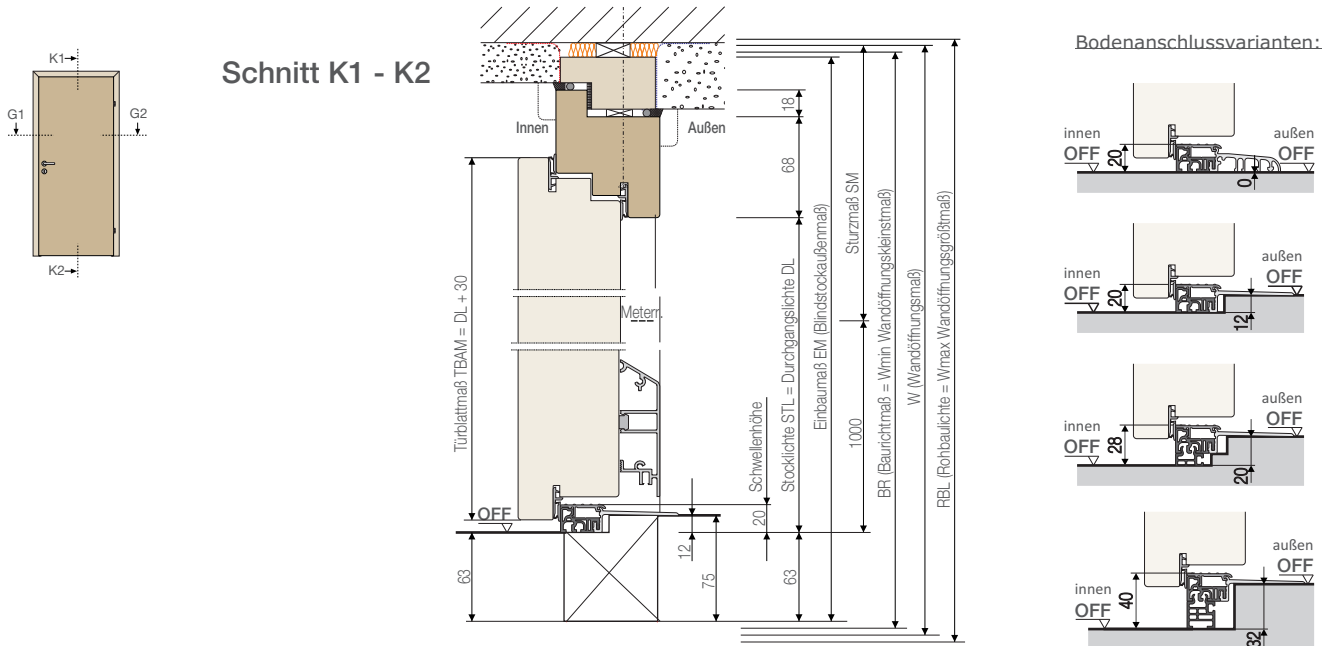 K1
G1
G2
K2
Schnitt K1 - K2
Innen
Außen
Meterr.
OFF
Türblattmaß TBAM = DL + 30
63
12
75
Schwellenhöhe
20
18
68
Stocklichte STL = Durchgangslichte DL
63
Einbaumaß EM (Blindstockaußenmaß)
Sturzmaß SM
1000
BR (Baurichtmaß = Wmin Wandöffnungskleinstmaß)
W (Wandöffnungsmaß)
RBL (Rohbaulichte = Wmax Wandöffnungsgrößtmaß)
Bodenanschlussvarianten:
innen
OFF
20
0
außen
OFF
innen
OFF
20
12
außen
OFF
innen
OFF
28
20
außen
OFF
innen
OFF
40
32
außen
OFF